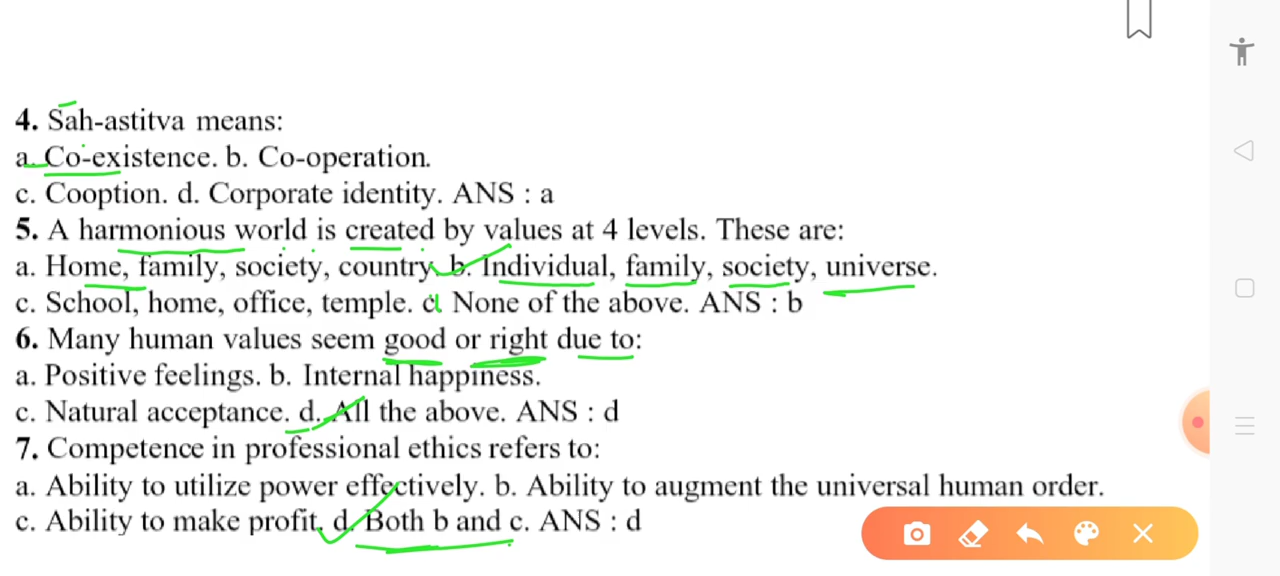 4. Sah-astitva means:
a. Co-existence. b. Co-operation.
c. Cooption. d. Corporate identity. ANS : a
5. A harmonious world is created by values at 4 levels. These are:
a. Home, family, society, country. b. Individual, family, society, universe.
c. School, home, office, temple. d. None of the above. ANS : b
6. Many human values seem good or right due to:
a. Positive feelings. b. Internal happiness.
c. Natural acceptance. d. All the above. ANS : d
7. Competence in professional ethics refers to:
a. Ability to utilize power effectively. b. Ability to augment the universal human order.
c. Ability to make profit. d. Both b and c. ANS : d